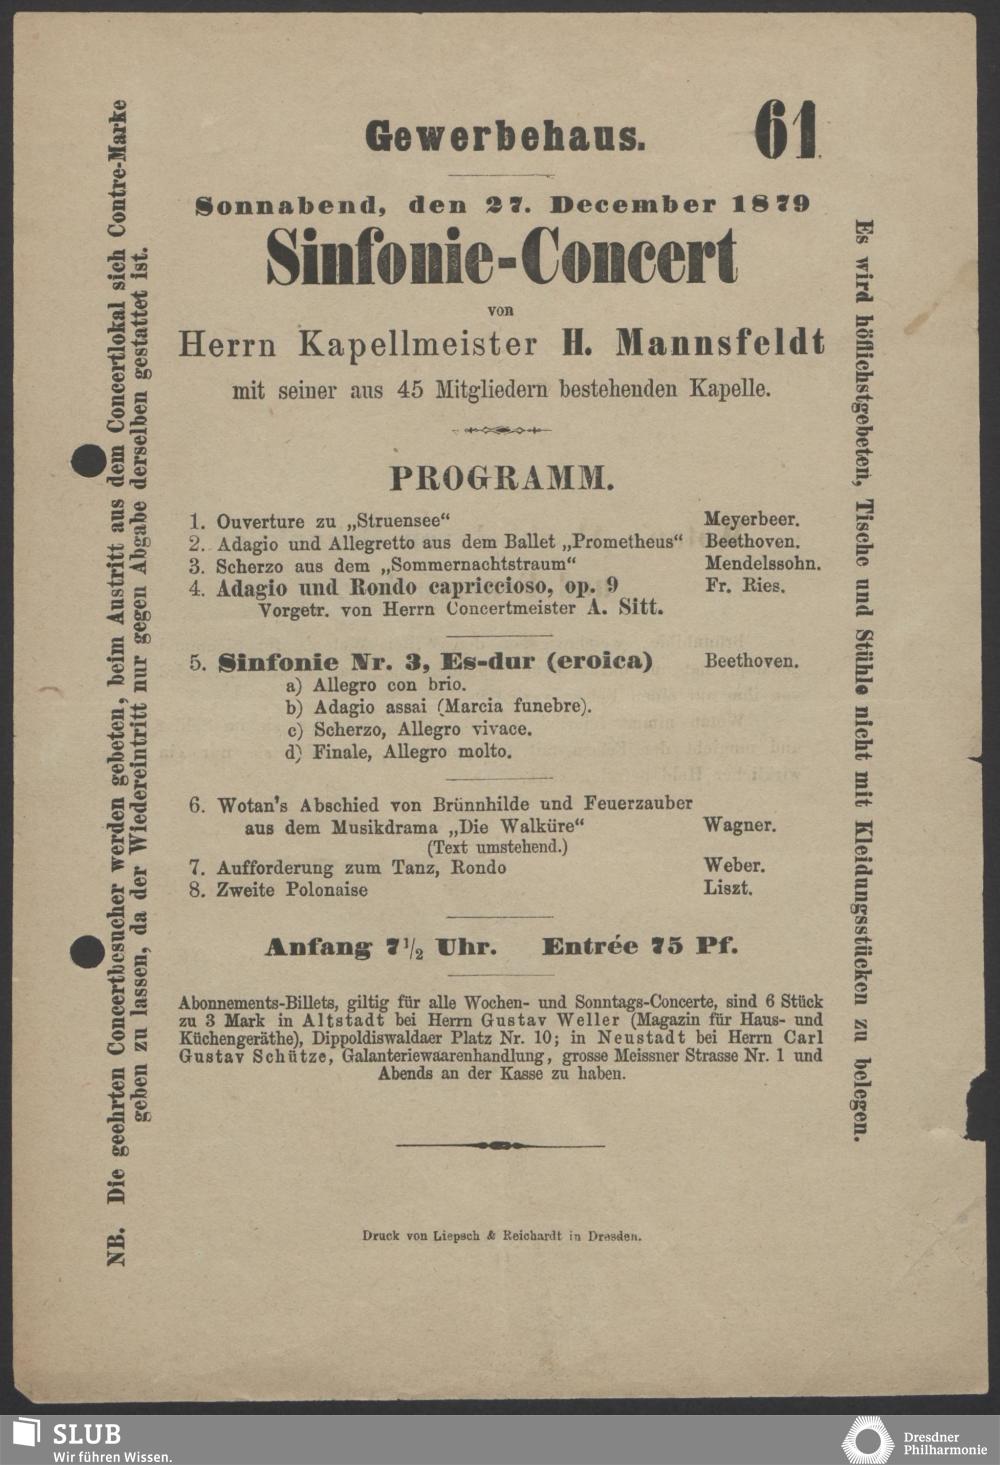 Gewerbehaus.
61
Sonnabend, den 27. December 1879
Sinfonie-Concert
von
Herrn Kapellmeister H. Mannsfeldt
mit seiner aus 45 Mitgliedern bestehenden Kapelle.
PROGRAMM.
1. Ouverture zu „Struensee“ Meyerbeer.
2. Adagio und Allegretto aus dem Ballet „Prometheus“ Beethoven.
3. Scherzo aus dem „Sommernachtstraum“ Mendelssohn.
4. Adagio und Rondo capriccioso, op. 9 Fr. Ries.
Vorgetr. von Herrn Concertmeister A. Sitt.
5. Sinfonie Nr. 3, Es-dur (eroica) Beethoven.
a) Allegro con brio.
b) Adagio assai (Marcia funebre).
c) Scherzo, Allegro vivace.
d) Finale, Allegro molto.
6. Wotan's Abschied von Brünnhilde und Feuerzauber
aus dem Musikdrama „Die Walküre“ Wagner.
(Text umstehend.)
7. Aufforderung zum Tanz, Rondo Weber.
8. Zweite Polonaise Liszt.
Anfang 7 1/2 Uhr. Entrée 75 Pf.
Abonnements-Billets, giltig für alle Wochen- und Sonntags-Concerte, sind 6 Stück
zu 3 Mark in Altstadt bei Herrn Gustav Weller (Magazin für Haus- und
Küchengeräthe), Dippoldiswaldaer Platz Nr. 10; in Neustadt bei Herrn Carl
Gustav Schütze, Galanteriewaarenhandlung, grosse Meissner Strasse Nr. 1 und
Abends an der Kasse zu haben.
Druck von Liepsch & Reichardt in Dresden.
NB. Die geehrten Concertbesucher werden gebeten, beim Austritt aus dem Concertlokal sich Contre-Marke
geben zu lassen, da der Wiedereintritt nur gegen Abgabe derselben gestattet ist.
Es wird höflichstgebeten, Tische und Stühle nicht mit Kleidungsstücken zu belegen.
SLUB
Wir führen Wissen.
Dresdner
Philharmonie